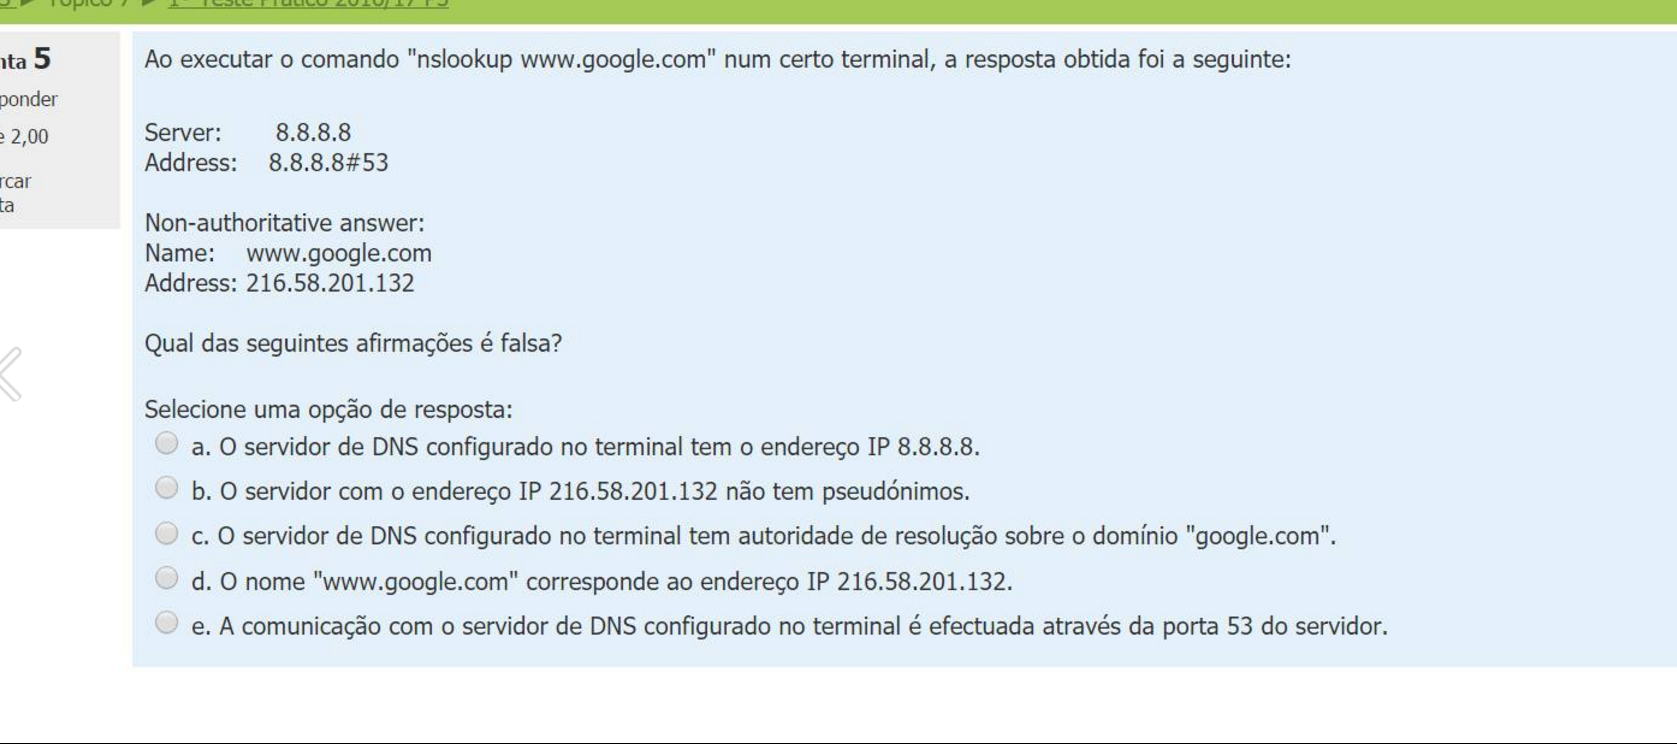 Tópico 7 ► 1º Teste Prático 2016/17 P3
5
Ao executar o comando "nslookup www.google.com" num certo terminal, a resposta obtida foi a seguinte:
ponder
e 2,00
Server: 8.8.8.8
Address: 8.8.8.8#53
rcar
ta
Non-authoritative answer:
Name: www.google.com
Address: 216.58.201.132
Qual das seguintes afirmações é falsa?
Selecione uma opção de resposta:
a. O servidor de DNS configurado no terminal tem o endereço IP 8.8.8.8.
b. O servidor com o endereço IP 216.58.201.132 não tem pseudónimos.
c. O servidor de DNS configurado no terminal tem autoridade de resolução sobre o domínio "google.com".
d. O nome "www.google.com" corresponde ao endereço IP 216.58.201.132.
e. A comunicação com o servidor de DNS configurado no terminal é efectuada através da porta 53 do servidor.